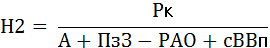 Н2 = Рк / (А + ПзЗ − РАО + сВВп)